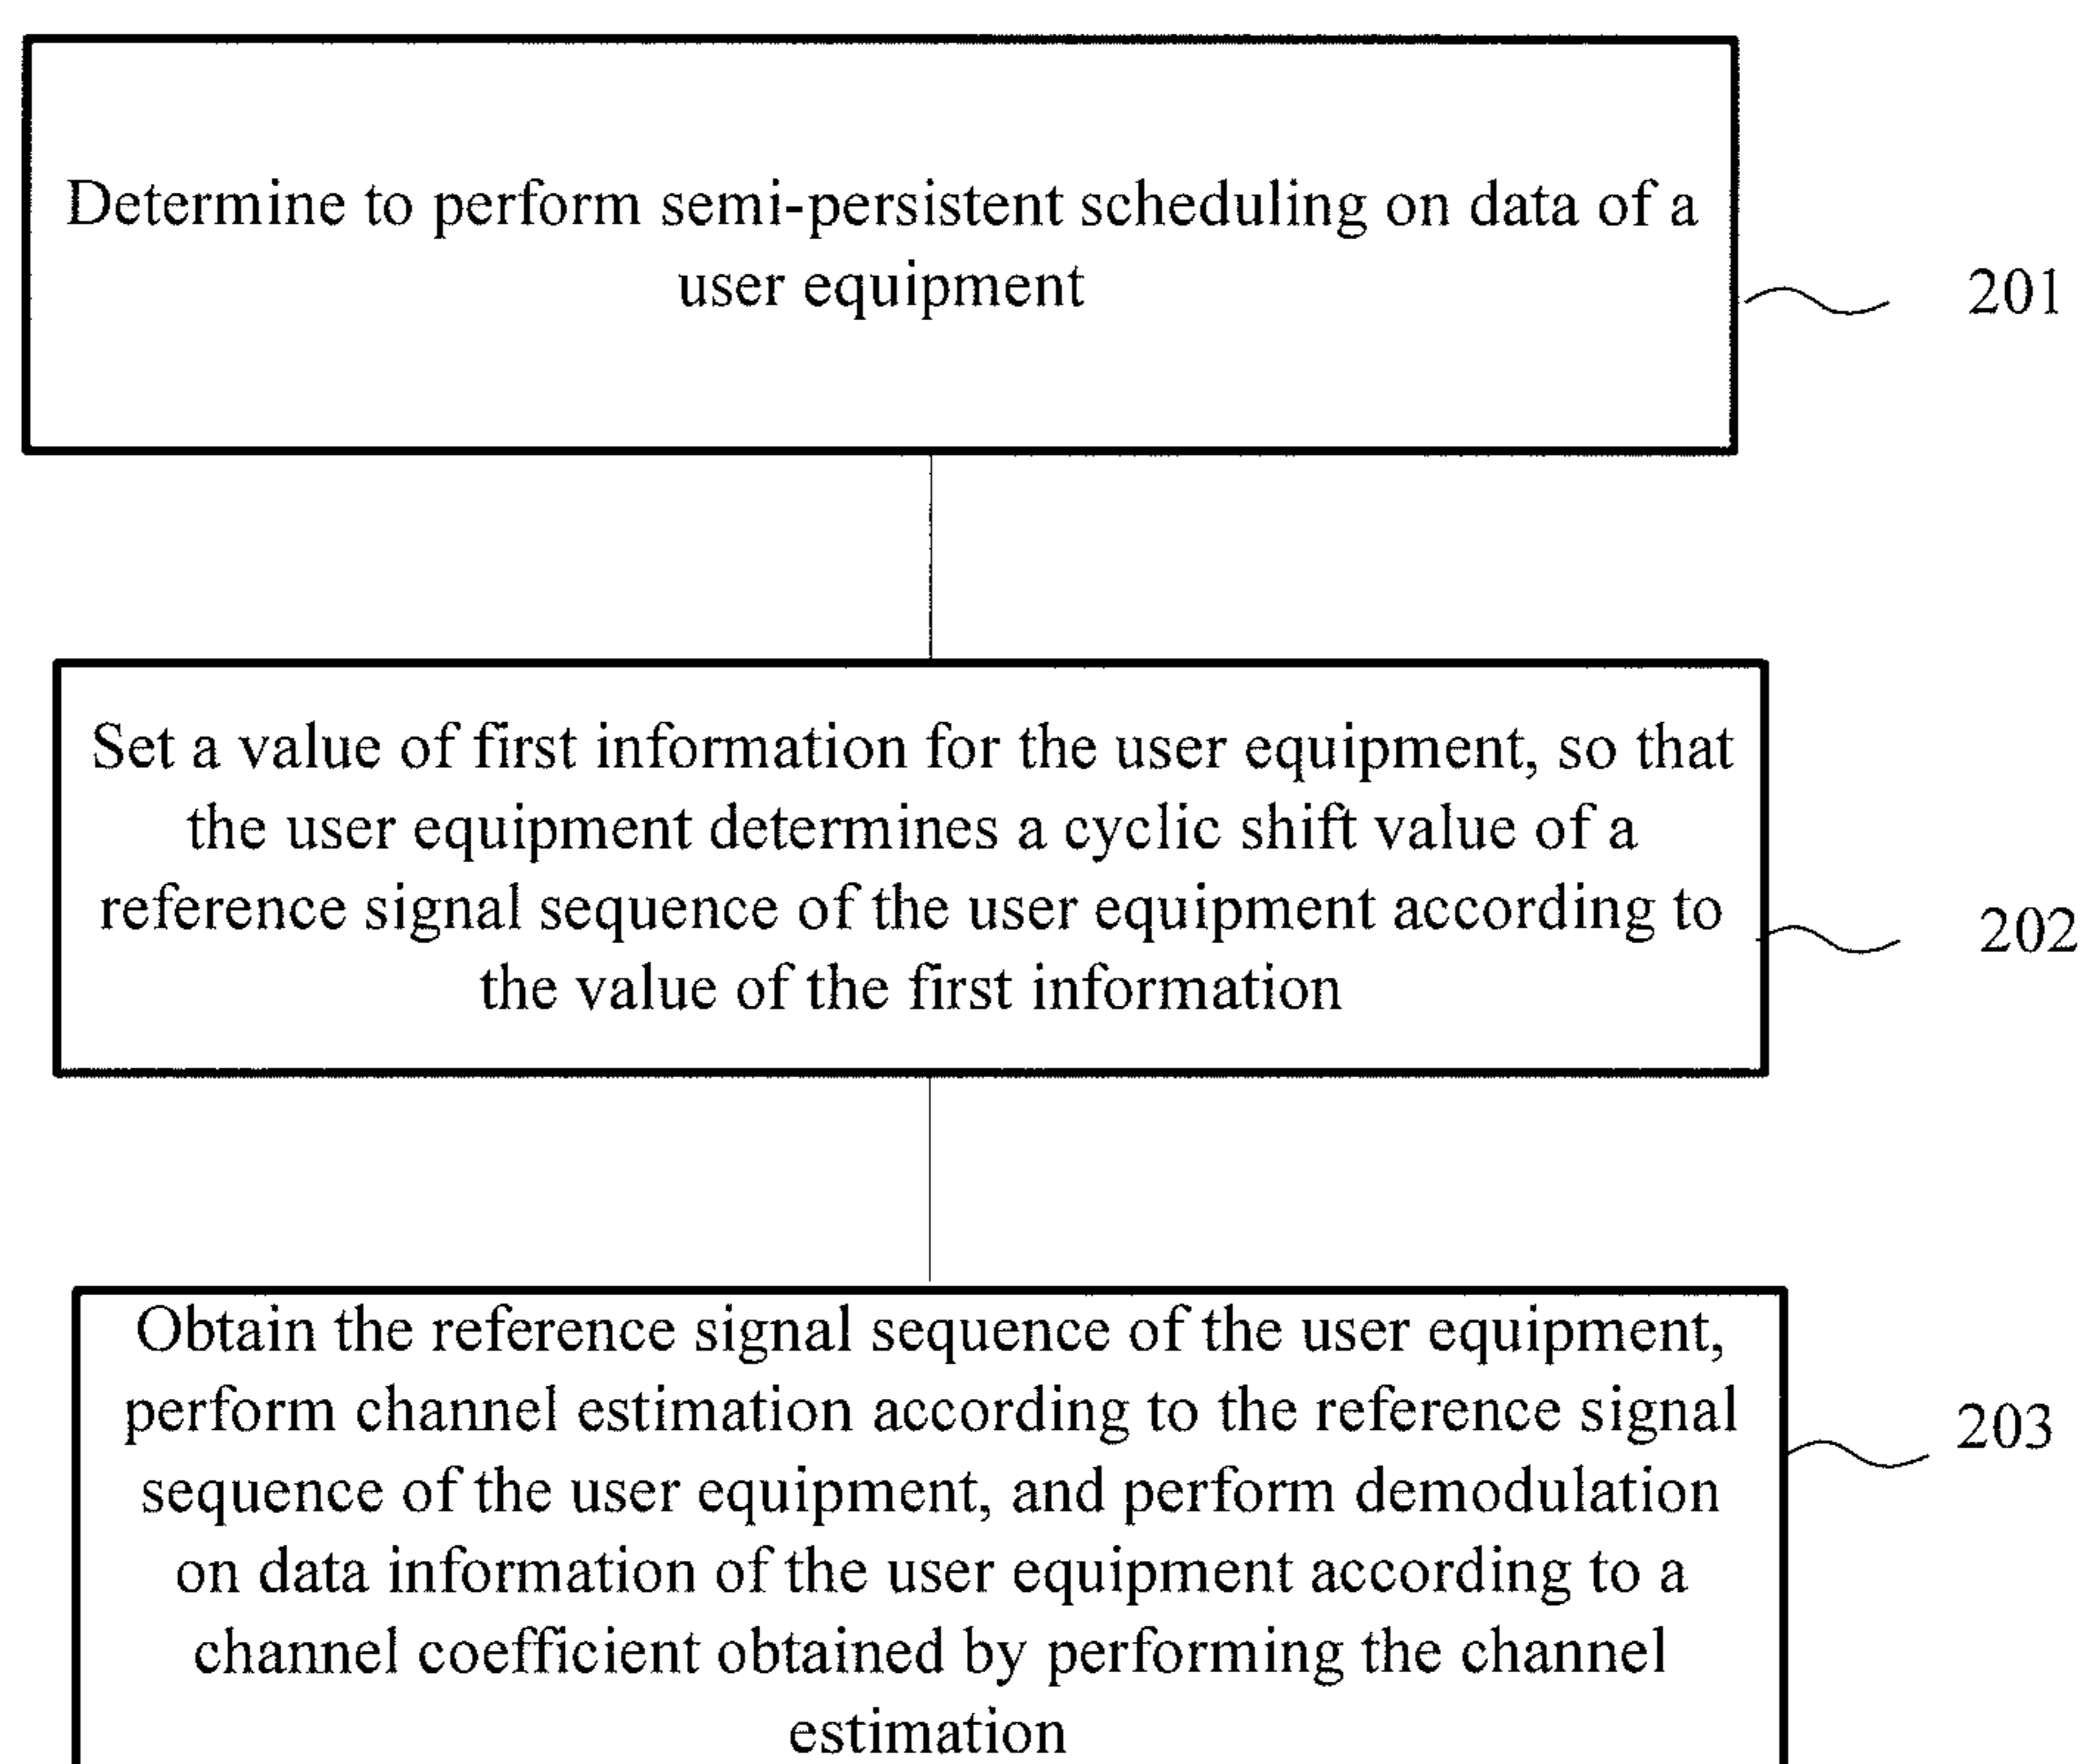 Determine to perform semi-persistent scheduling on data of a
user equipment
201
Set a value of first information for the user equipment, so that
the user equipment determines a cyclic shift value of a
reference signal sequence of the user equipment according to
the value of the first information
202
Obtain the reference signal sequence of the user equipment,
perform channel estimation according to the reference signal
sequence of the user equipment, and perform demodulation
on data information of the user equipment according to a
channel coefficient obtained by performing the channel
estimation
203